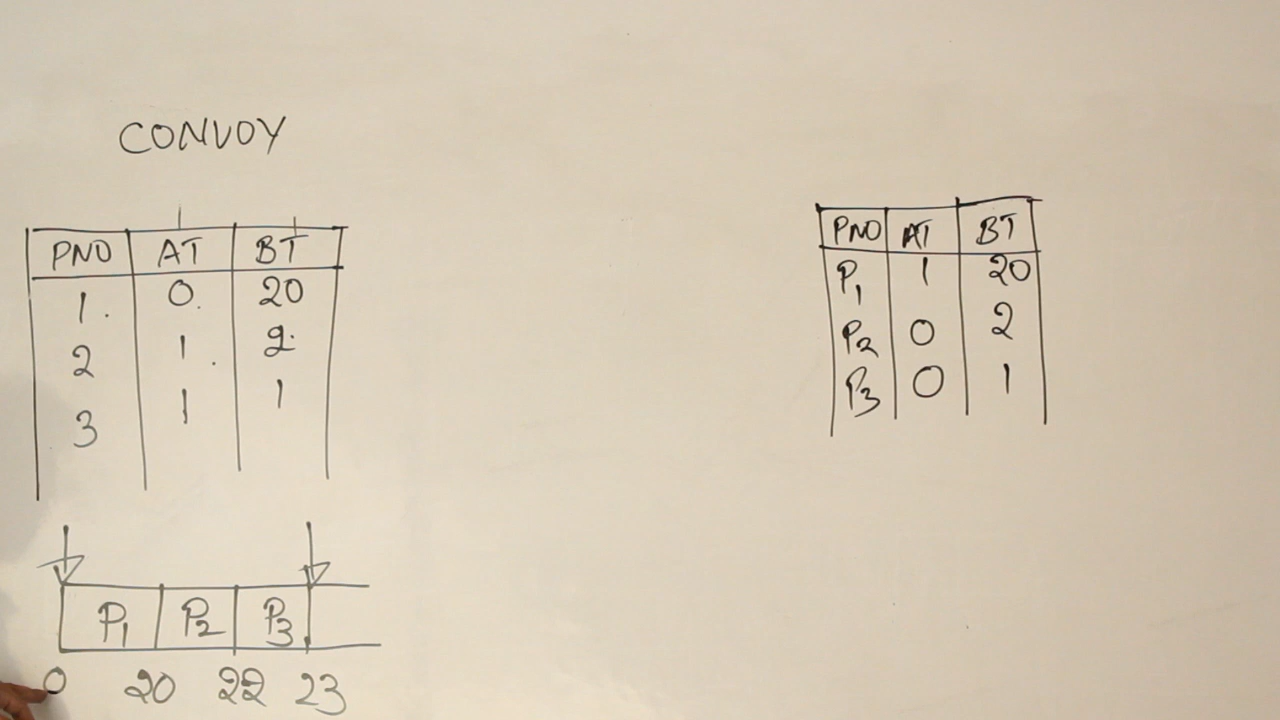 CONVOY
PNO AT BT
1. 0. 20
2 1. 2.
3 1 1
P1 P2 P3
0 20 22 23
PNO AT BT
P1 1 20
P2 0 2
P3 0 1